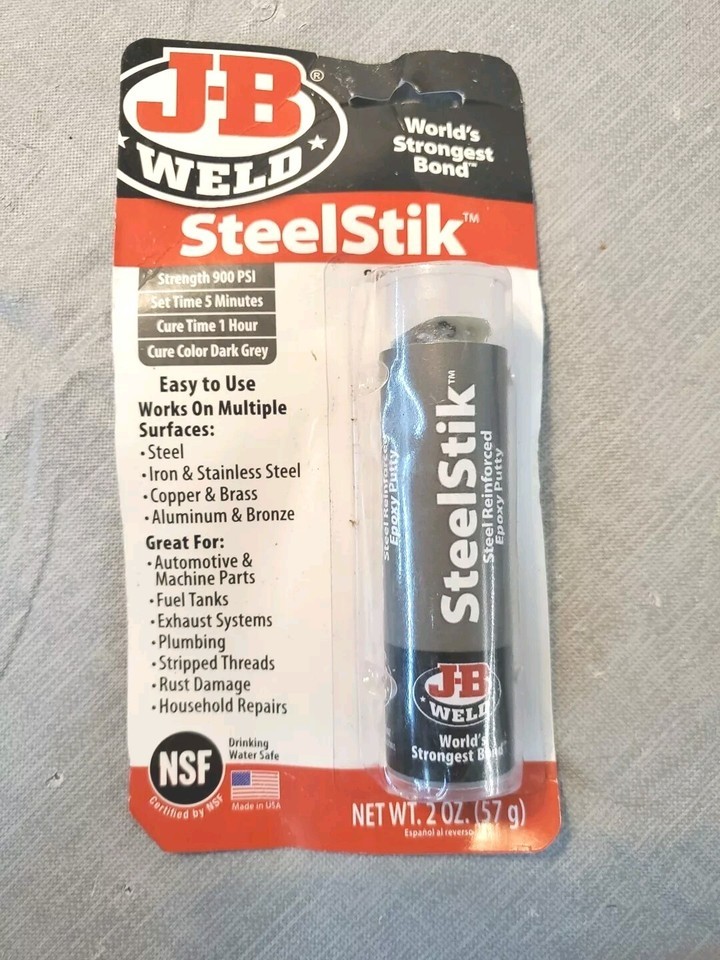 J-B®
WELD
World's
Strongest
Bond™
SteelStik™
Strength 900 PSI
Set Time 5 Minutes
Cure Time 1 Hour
Cure Color Dark Grey
Easy to Use
Works On Multiple
Surfaces:
• Steel
• Iron & Stainless Steel
• Copper & Brass
• Aluminum & Bronze
Great For:
• Automotive &
Machine Parts
• Fuel Tanks
• Exhaust Systems
• Plumbing
• Stripped Threads
• Rust Damage
• Household Repairs
NSF
Certified by NSF
Drinking
Water Safe
Made in USA
Steel Reinforced
Epoxy Putty
SteelStik™
Steel Reinforced
Epoxy Putty
J-B
WELD
World's
Strongest Bond™
NET WT. 2 OZ. (57 g)
Español al reverso